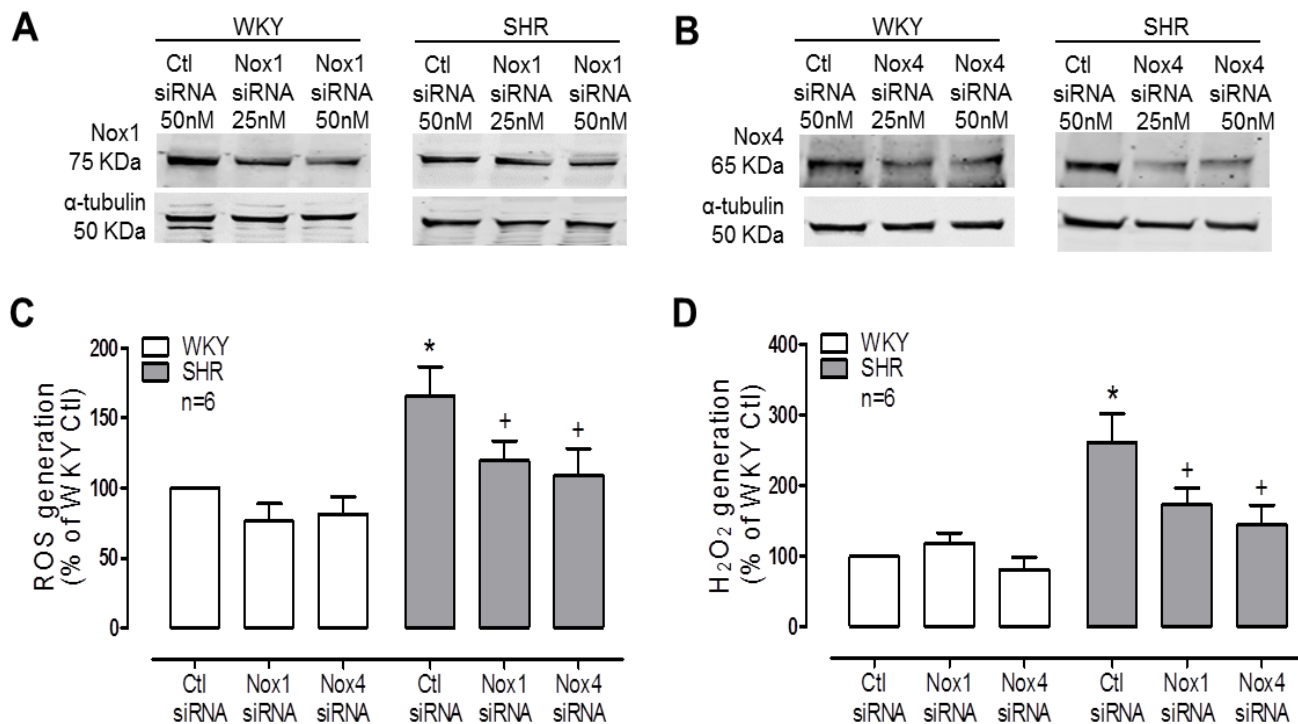 A
WKY
SHR
Ctl Nox1 Nox1 Ctl Nox1 Nox1
siRNA siRNA siRNA siRNA siRNA siRNA
50nM 25nM 50nM 50nM 25nM 50nM
Nox1
75 KDa
α-tubulin
50 KDa
B
WKY
SHR
Ctl Nox4 Nox4 Ctl Nox4 Nox4
siRNA siRNA siRNA siRNA siRNA siRNA
50nM 25nM 50nM 50nM 25nM 50nM
Nox4
65 KDa
α-tubulin
50 KDa
C
WKY
SHR
n=6
ROS generation
(% of WKY Ctl)
200
150
100
50
0
*
+
+
Ctl Nox1 Nox4 Ctl Nox1 Nox4
siRNA siRNA siRNA siRNA siRNA siRNA
D
WKY
SHR
n=6
H₂O₂ generation
(% of WKY Ctl)
400
300
200
100
0
*
+
+
Ctl Nox1 Nox4 Ctl Nox1 Nox4
siRNA siRNA siRNA siRNA siRNA siRNA